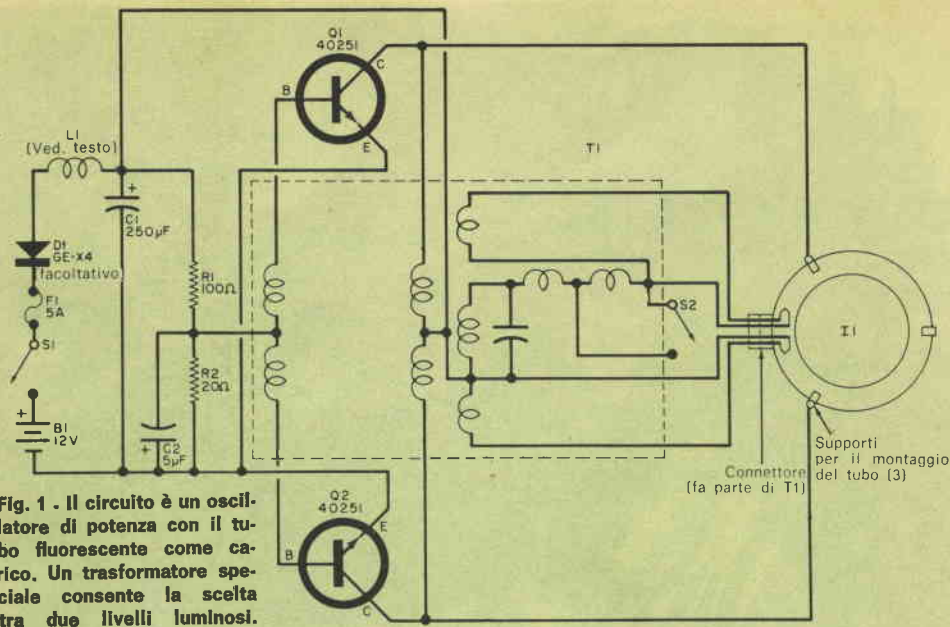 Q1
40251
C
B
E
L1
(Ved. testo)
T1
+
C1
250µF
D1
GE-X4
(facoltativo)
F1
5A
R1
100Ω
S1
S2
I1
R2
20Ω
+
B1
12V
C2
+ 5µF
Supporti
per il montaggio
del tubo (3)
Connettore
(fa parte di T1)
Q2
40251
E
B
C
Fig. 1 - Il circuito è un oscil-
latore di potenza con il tu-
bo fluorescente come ca-
rico. Un trasformatore spe-
ciale consente la scelta
tra due livelli luminosi.